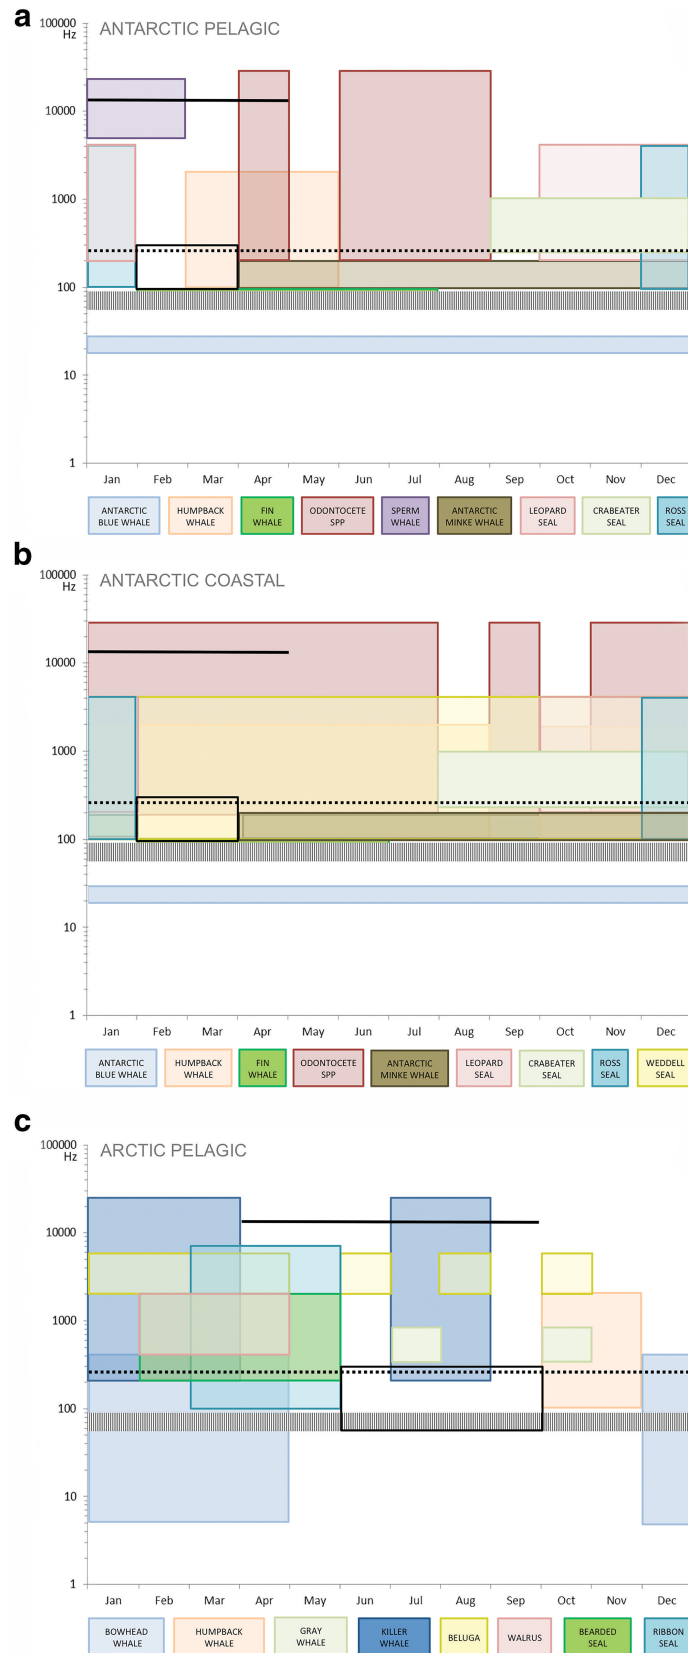 a
ANTARCTIC PELAGIC
100000
Hz
10000
1000
100
10
1
Jan Feb Mar Apr May Jun Jul Aug Sep Oct Nov Dec
ANTARCTIC BLUE WHALE
HUMPBACK WHALE
FIN WHALE
ODONTOCETE SPP
SPERM WHALE
ANTARCTIC MINKE WHALE
LEOPARD SEAL
CRABEATER SEAL
ROSS SEAL
b
ANTARCTIC COASTAL
100000
Hz
10000
1000
100
10
1
Jan Feb Mar Apr May Jun Jul Aug Sep Oct Nov Dec
ANTARCTIC BLUE WHALE
HUMPBACK WHALE
FIN WHALE
ODONTOCETE SPP
ANTARCTIC MINKE WHALE
LEOPARD SEAL
CRABEATER SEAL
ROSS SEAL
WEDDELL SEAL
c
ARCTIC PELAGIC
100000
Hz
10000
1000
100
10
1
Jan Feb Mar Apr May Jun Jul Aug Sep Oct Nov Dec
BOWHEAD WHALE
HUMPBACK WHALE
GRAY WHALE
KILLER WHALE
BELUGA
WALRUS
BEARDED SEAL
RIBBON SEAL